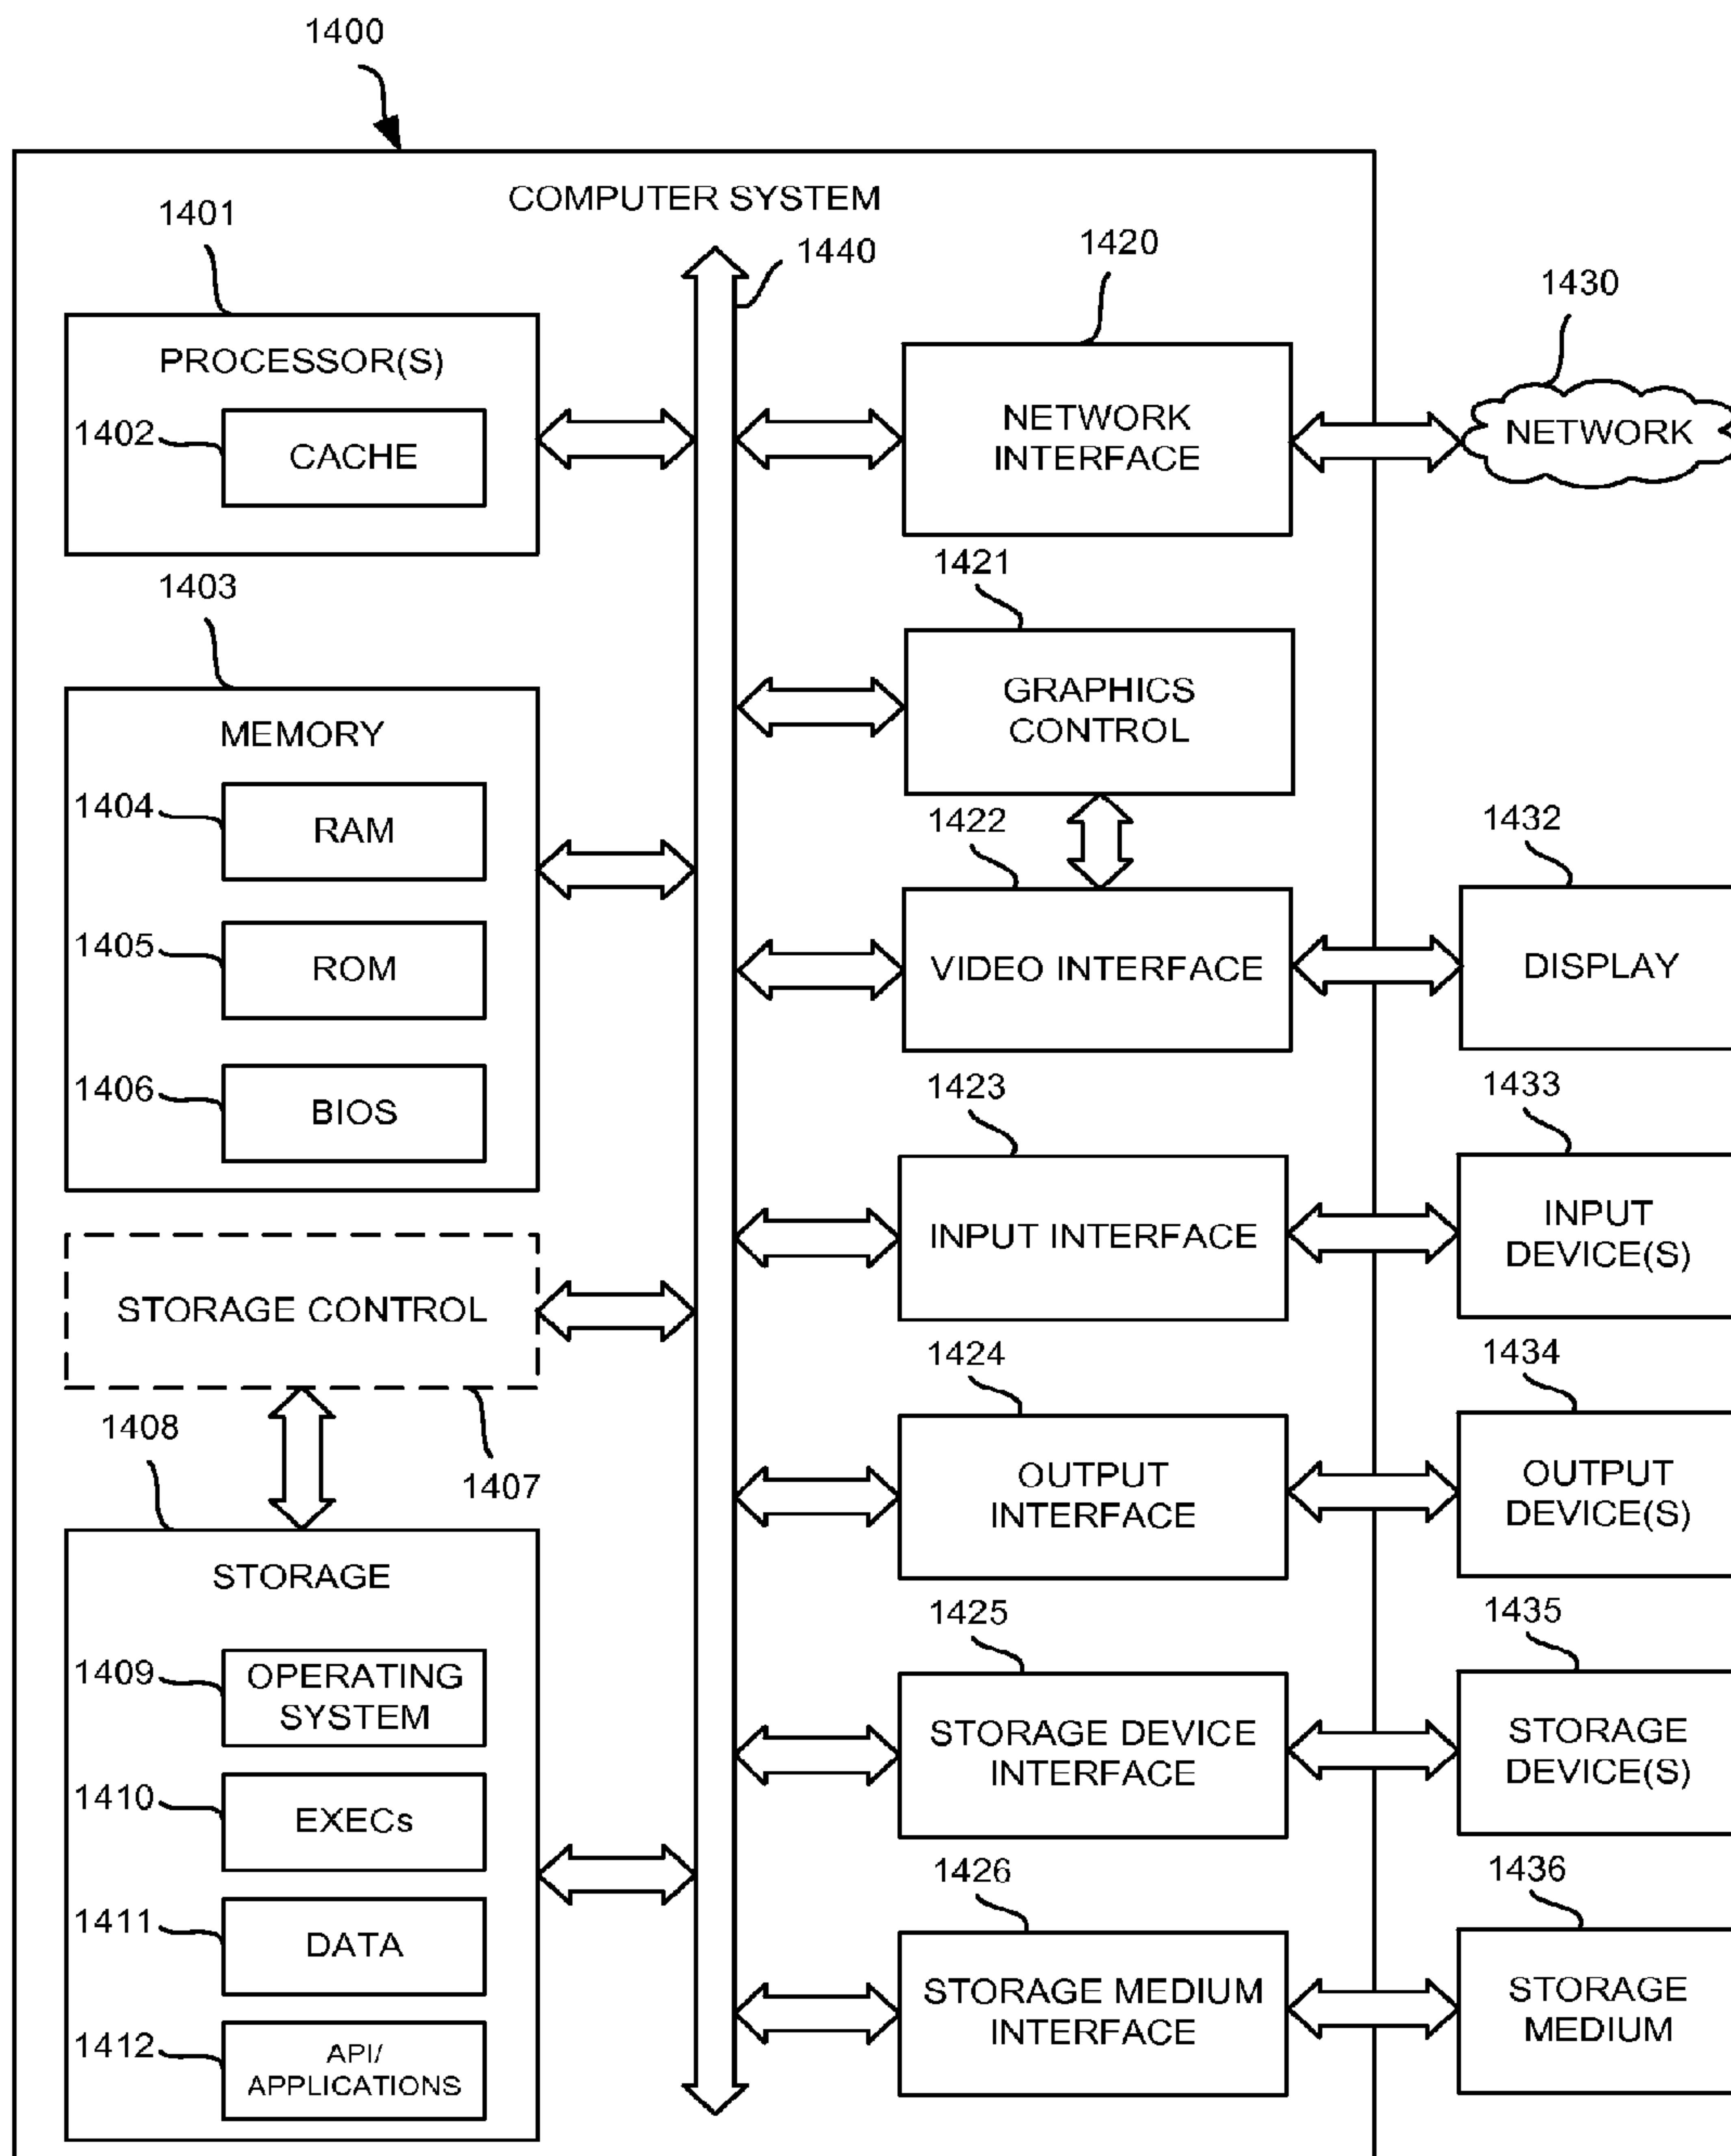 1400
COMPUTER SYSTEM
1401
1440
1420
1430
PROCESSOR(S)
1402
CACHE
NETWORK
INTERFACE
NETWORK
1403
1421
MEMORY
GRAPHICS
CONTROL
1404
RAM
1422
1432
1405
ROM
VIDEO INTERFACE
DISPLAY
1406
BIOS
1423
1433
INPUT INTERFACE
INPUT
DEVICE(S)
STORAGE CONTROL
1407
1424
1434
1408
OUTPUT
INTERFACE
OUTPUT
DEVICE(S)
STORAGE
1425
1435
1409
OPERATING
SYSTEM
STORAGE DEVICE
INTERFACE
STORAGE
DEVICE(S)
1410
EXECs
1426
1436
1411
DATA
STORAGE MEDIUM
INTERFACE
STORAGE
MEDIUM
1412
API/
APPLICATIONS